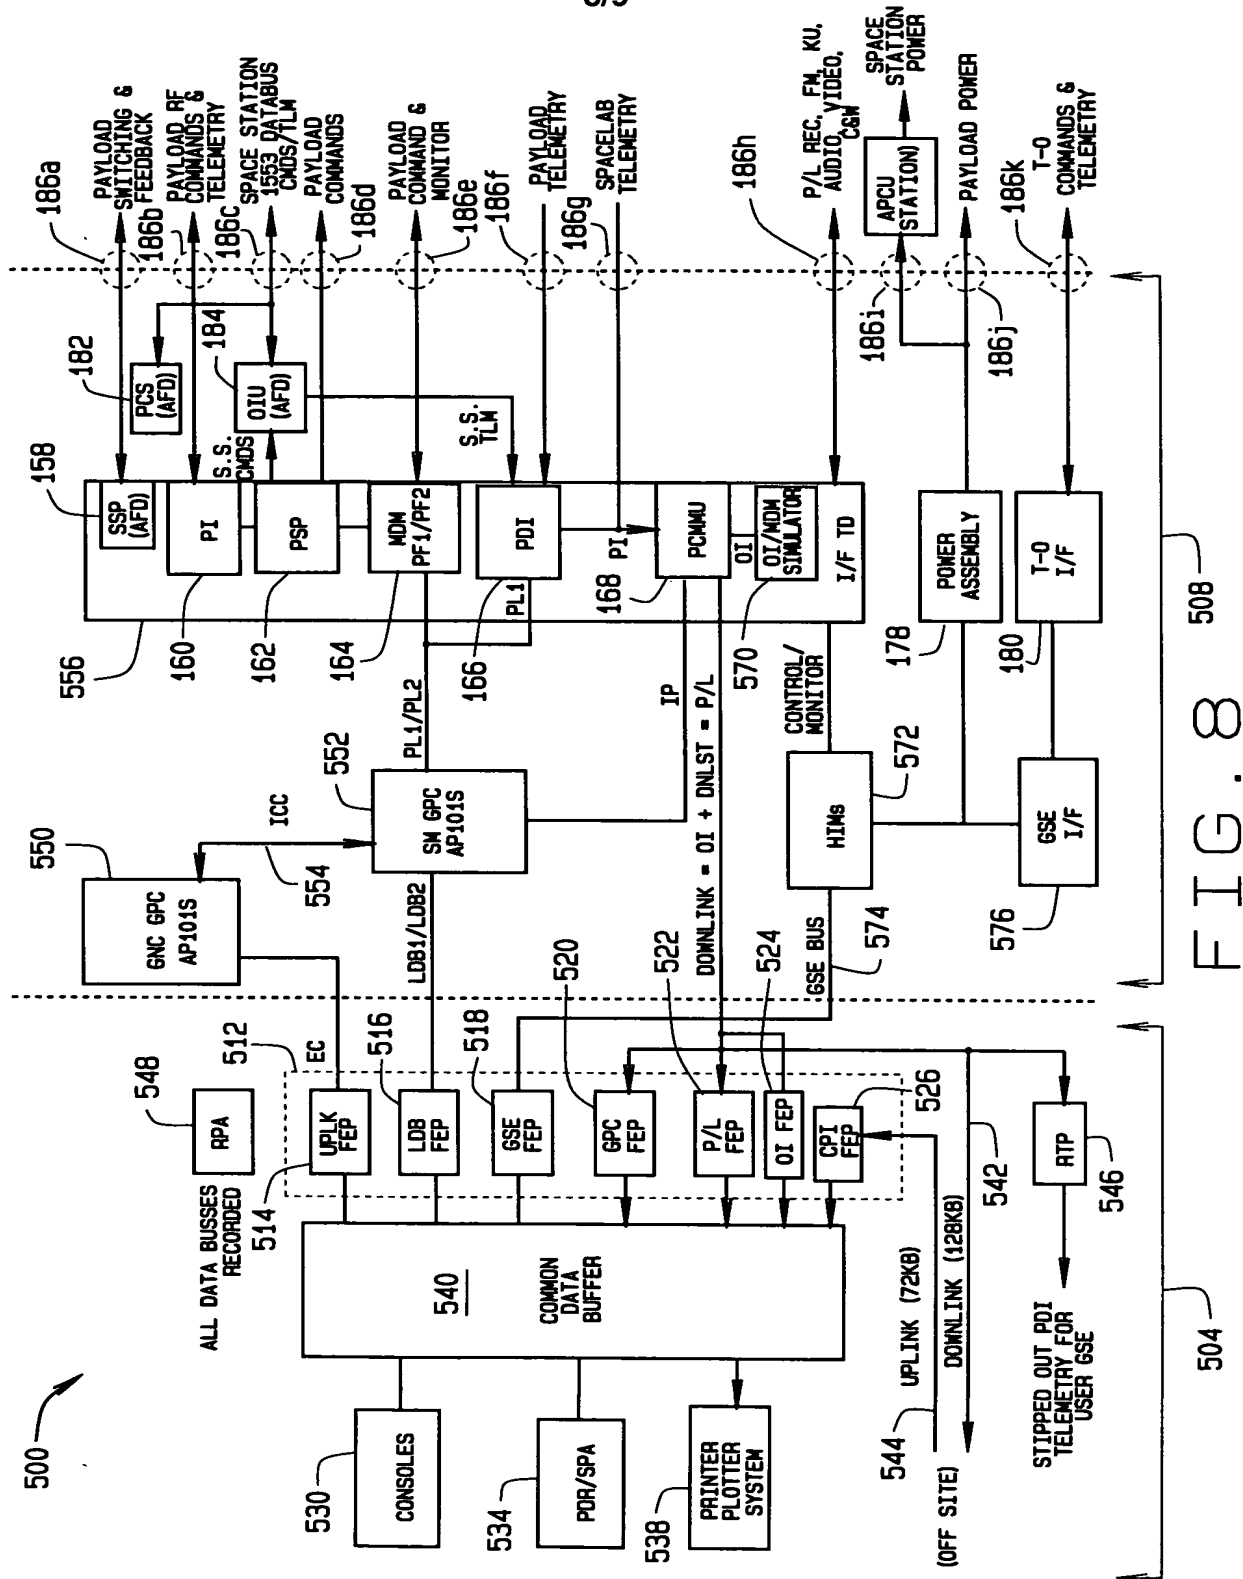 500
548
RPA
ALL DATA BUSSES
RECORDED
512
EC
514
UPLK
FEP
516
LDB
FEP
518
GSE
FEP
520
GPC
FEP
522
P/L
FEP
524
OI FEP
526
CPI
FEP
540
COMMON
DATA
BUFFER
530
CONSOLES
534
PDR/SPA
538
PRINTER
PLOTTER
SYSTEM
544
UPLINK (72KB)
DOWNLINK (128KB)
(OFF SITE)
542
RTP
546
STIPPED OUT PDI
TELEMETRY FOR
USER GSE
504
550
GNC GPC
AP101S
ICC
554
552
SM GPC
AP101S
LDB1/LDB2
PL1/PL2
IP
DOWNLINK = OI + DNLST = P/L
GSE BUS
574
HIMs
572
CONTROL/
MONITOR
GSE
I/F
576
556
158
SSP
(AFD)
160
PI
162
PSP
164
MDM
PF1/PF2
166
PDI
PL1
PI
168
PCMMU
OI
570
OI/MDM
SIMULATOR
I/F TD
178
POWER
ASSEMBLY
180
T-O
I/F
182
PCS
(AFD)
184
OIU
(AFD)
S.S.
CMDS
S.S.
TLM
186a
PAYLOAD
SWITCHING &
FEEDBACK
186b
PAYLOAD RF
COMMANDS &
TELEMETRY
186c
SPACE STATION
1553 DATABUS
CMDS/TLM
186d
PAYLOAD
COMMANDS
186e
PAYLOAD
COMMAND &
MONITOR
186f
PAYLOAD
TELEMETRY
186g
SPACELAB
TELEMETRY
186h
P/L REC, FM, KU,
AUDIO, VIDEO,
C&W
186i
APCU
STATION)
SPACE
STATION
POWER
186j
PAYLOAD POWER
186k
T-O
COMMANDS &
TELEMETRY
508
FIG. 8